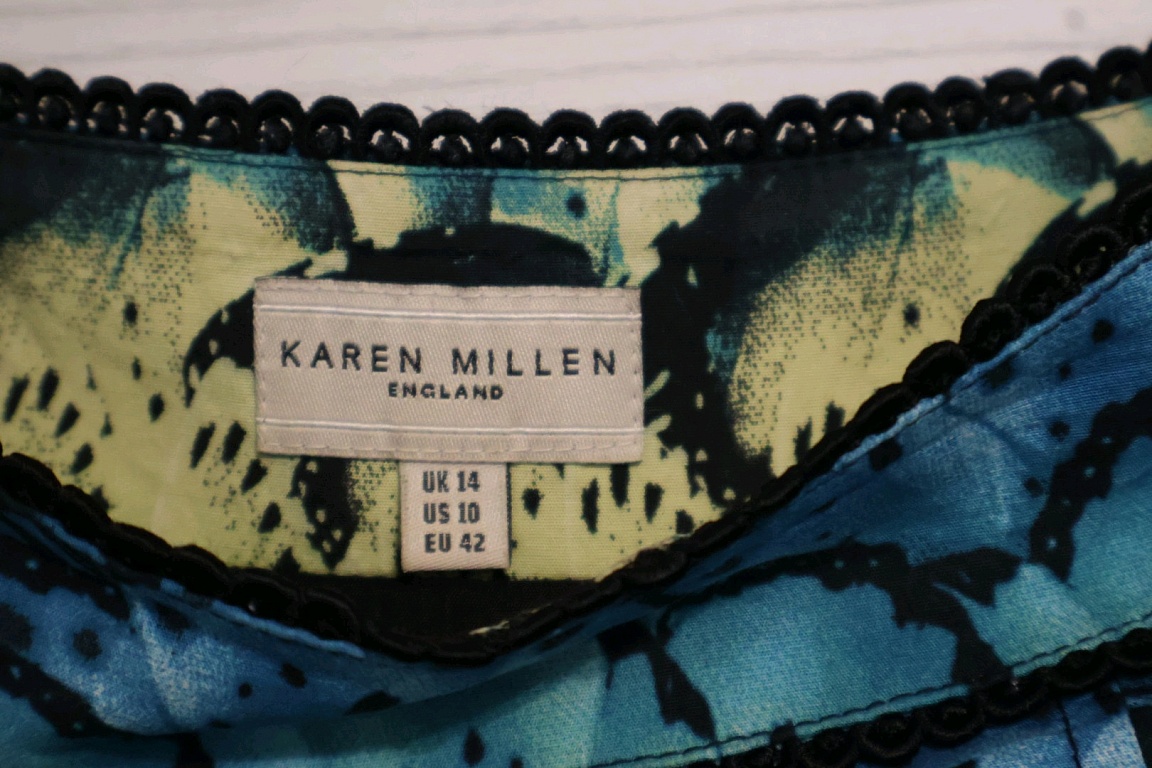 KAREN MILLEN
ENGLAND
UK 14
US 10
EU 42